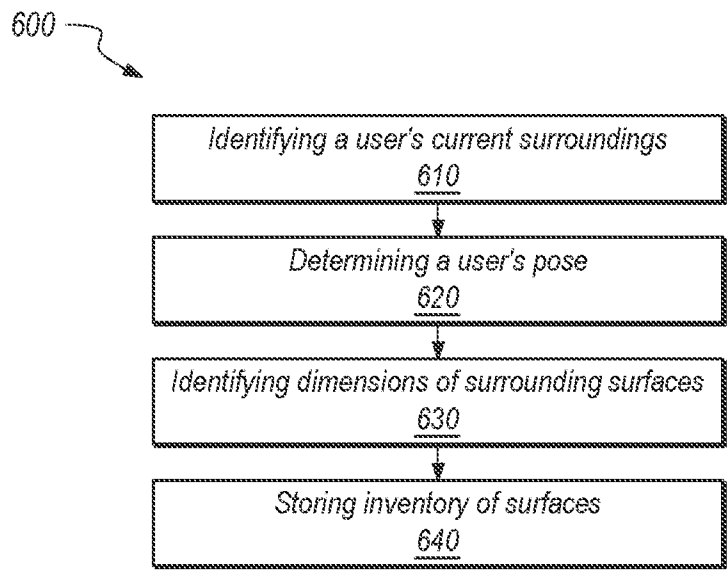 600
Identifying a user's current surroundings
610
Determining a user's pose
620
Identifying dimensions of surrounding surfaces
630
Storing inventory of surfaces
640